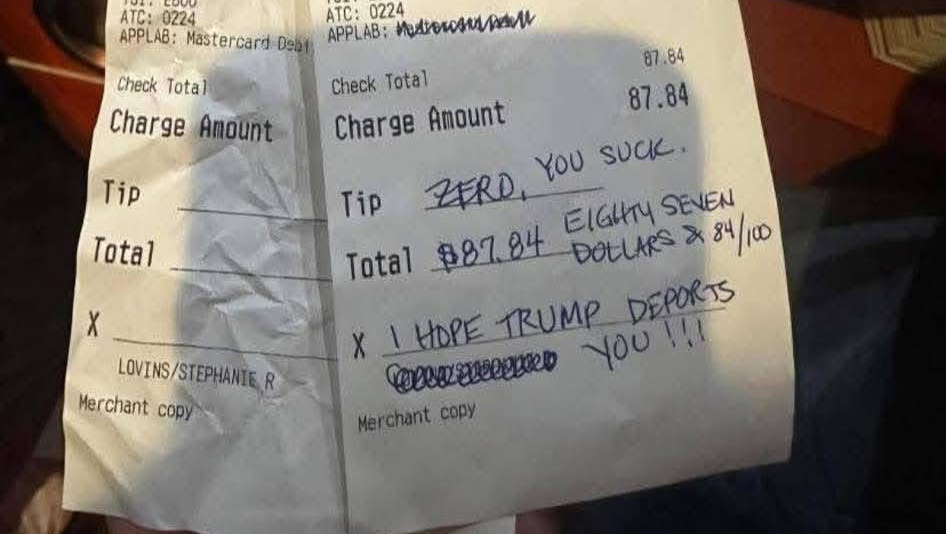 ATC: 0224
APPLAB: Mastercard Debi
Check Total
Charge Amount
Tip
Total
X
LOVINS/STEPHANIE R
Merchant copy
ATC: 0224
APPLAB:
Check Total 87.84
Charge Amount 87.84
Tip ZERO, YOU SUCK.
Total $87.84 EIGHTY SEVEN
DOLLARS & 84/100
X I HOPE TRUMP DEPORTS
YOU !!!
Merchant copy